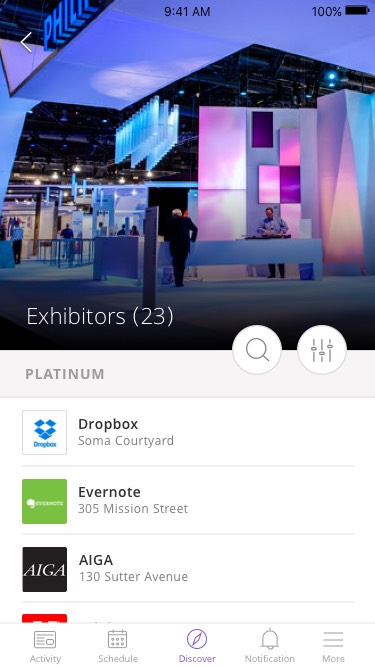 9:41 AM
100%
PHILIPS
Exhibitors (23)
PLATINUM
Dropbox
Dropbox
Soma Courtyard
EVERNOTE
Evernote
305 Mission Street
AIGA
AIGA
130 Sutter Avenue
Activity
Schedule
Discover
Notification
More